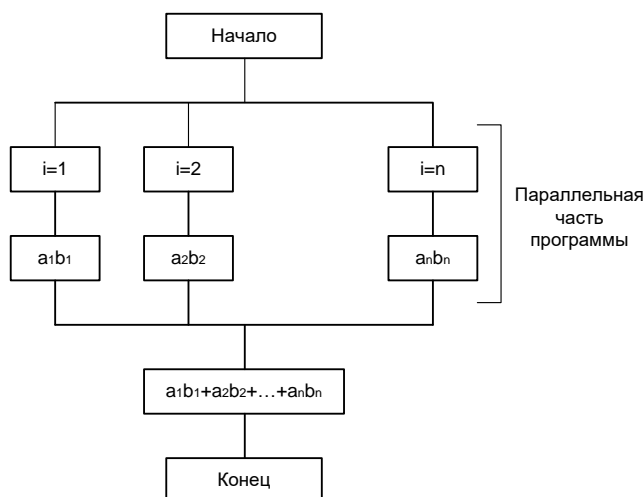 Начало
i=1
i=2
i=n
Параллельная
часть
программы
a₁b₁
a₂b₂
aₙbₙ
a₁b₁+a₂b₂+…+aₙbₙ
Конец